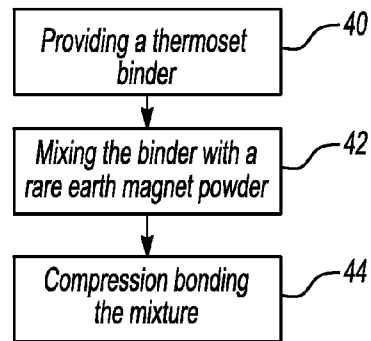 Providing a thermoset
binder
40
Mixing the binder with a
rare earth magnet powder
42
Compression bonding
the mixture
44